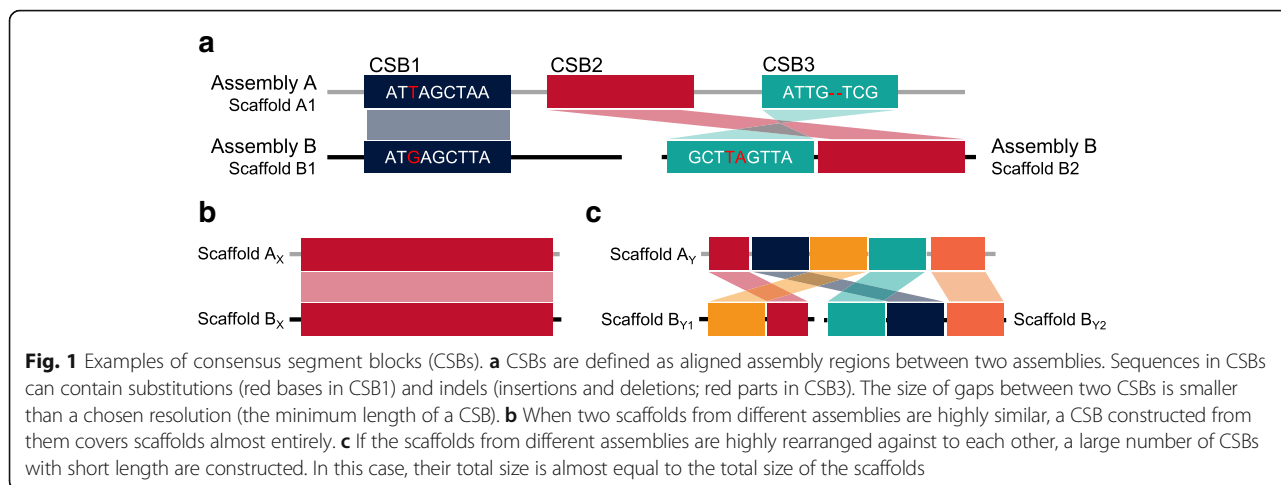 a
CSB1 CSB2 CSB3
Assembly A
Scaffold A1
ATTAGCTAA
ATTG--TCG
Assembly B
Scaffold B1
ATGAGCTTA
GCTTAGTTA
Assembly B
Scaffold B2
b
Scaffold AX
Scaffold BX
c
Scaffold AY
Scaffold BY1
Scaffold BY2
Fig. 1 Examples of consensus segment blocks (CSBs). a CSBs are defined as aligned assembly regions between two assemblies. Sequences in CSBs
can contain substitutions (red bases in CSB1) and indels (insertions and deletions; red parts in CSB3). The size of gaps between two CSBs is smaller
than a chosen resolution (the minimum length of a CSB). b When two scaffolds from different assemblies are highly similar, a CSB constructed from
them covers scaffolds almost entirely. c If the scaffolds from different assemblies are highly rearranged against to each other, a large number of CSBs
with short length are constructed. In this case, their total size is almost equal to the total size of the scaffolds